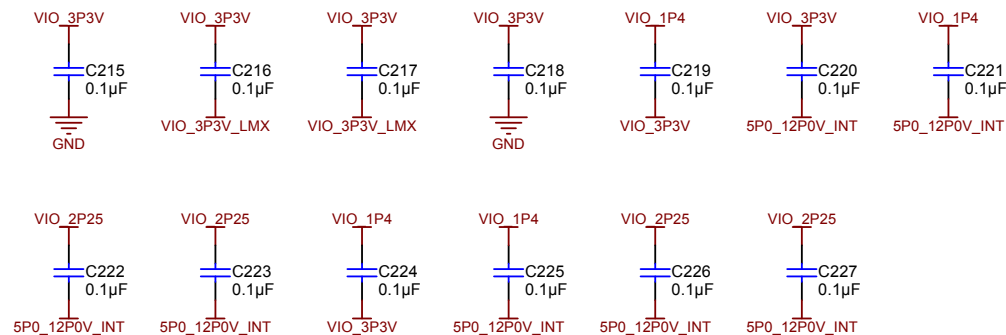 VIO_3P3V VIO_3P3V VIO_3P3V VIO_3P3V VIO_1P4 VIO_3P3V VIO_1P4
C215 C216 C217 C218 C219 C220 C221
0.1µF 0.1µF 0.1µF 0.1µF 0.1µF 0.1µF 0.1µF
VIO_3P3V_LMX VIO_3P3V_LMX VIO_3P3V 5P0_12P0V_INT 5P0_12P0V_INT
GND GND
VIO_2P25 VIO_2P25 VIO_1P4 VIO_1P4 VIO_2P25 VIO_2P25
C222 C223 C224 C225 C226 C227
0.1µF 0.1µF 0.1µF 0.1µF 0.1µF 0.1µF
5P0_12P0V_INT 5P0_12P0V_INT VIO_3P3V 5P0_12P0V_INT 5P0_12P0V_INT 5P0_12P0V_INT